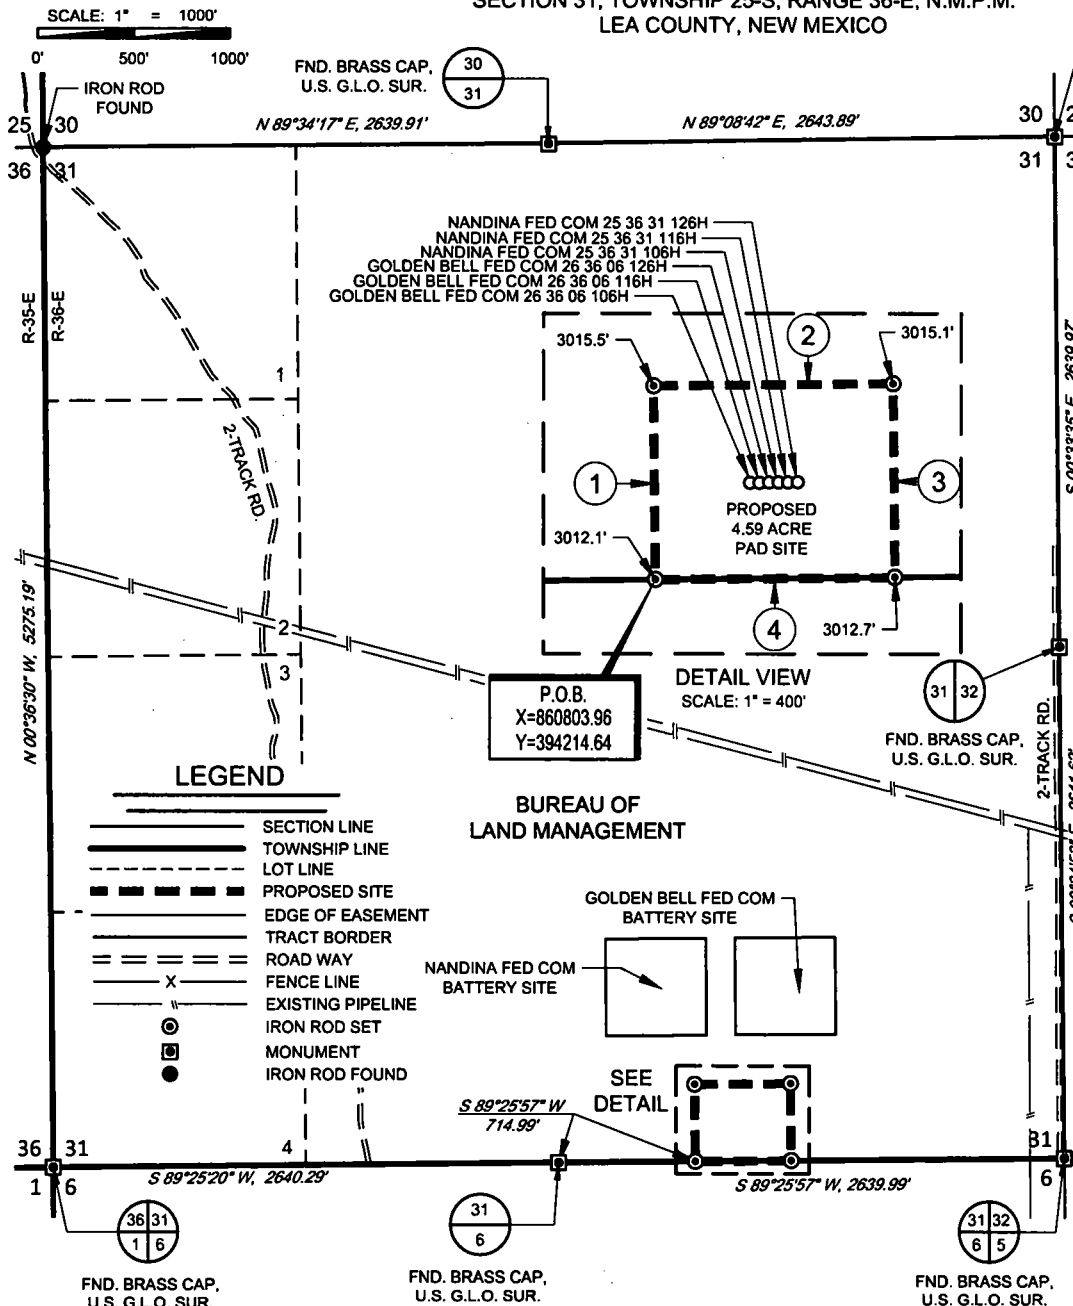 SECTION 31, TOWNSHIP 25-S, RANGE 36-E, N.M.P.M.
LEA COUNTY, NEW MEXICO
SCALE: 1" = 1000'
0' 500' 1000'
IRON ROD
FOUND
FND. BRASS CAP,
U.S. G.L.O. SUR.
30
31
N 89°34'17" E, 2639.91'
N 89°08'42" E, 2643.89'
25 30
36 31
30
31
NANDINA FED COM 25 36 31 126H
NANDINA FED COM 25 36 31 116H
NANDINA FED COM 25 36 31 106H
GOLDEN BELL FED COM 26 36 06 126H
GOLDEN BELL FED COM 26 36 06 116H
GOLDEN BELL FED COM 26 36 06 106H
R-35-E
R-36-E
3015.5'
2
3015.1'
1
2-TRACK RD.
1
3
PROPOSED
4.59 ACRE
PAD SITE
3012.1'
4
3012.7'
S 00°33'35" E, 2639.97'
N 00°36'30" W, 5275.19'
2
3
DETAIL VIEW
SCALE: 1" = 400'
P.O.B.
X=860803.96
Y=394214.64
31 32
FND. BRASS CAP,
U.S. G.L.O. SUR.
2-TRACK RD.
LEGEND
SECTION LINE
TOWNSHIP LINE
LOT LINE
PROPOSED SITE
EDGE OF EASEMENT
TRACT BORDER
ROAD WAY
X FENCE LINE
EXISTING PIPELINE
IRON ROD SET
MONUMENT
IRON ROD FOUND
BUREAU OF
LAND MANAGEMENT
GOLDEN BELL FED COM
BATTERY SITE
NANDINA FED COM
BATTERY SITE
SEE
DETAIL
S 89°25'57" W
714.99'
36 31
1 6
4
S 89°25'20" W, 2640.29'
S 89°25'57" W, 2639.99'
31
6
36 31
1 6
FND. BRASS CAP,
U.S. G.L.O. SUR.
31
6
FND. BRASS CAP,
U.S. G.L.O. SUR.
31 32
6 5
FND. BRASS CAP,
U.S. G.L.O. SUR.